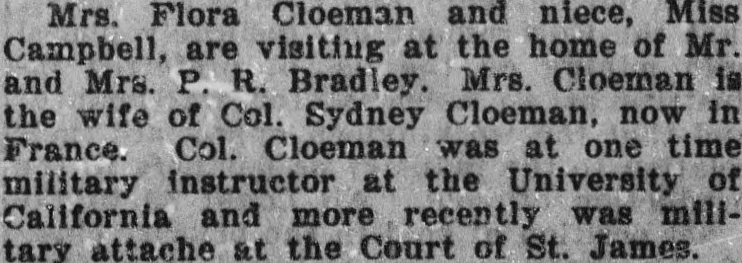 Mrs. Flora Cloeman and niece, Miss
Campbell, are visiting at the home of Mr.
and Mrs. P. R. Bradley. Mrs. Cloeman is
the wife of Col. Sydney Cloeman, now in
France. Col. Cloeman was at one time
military instructor at the University of
California and more recently was mili-
tary attache at the Court of St. James.